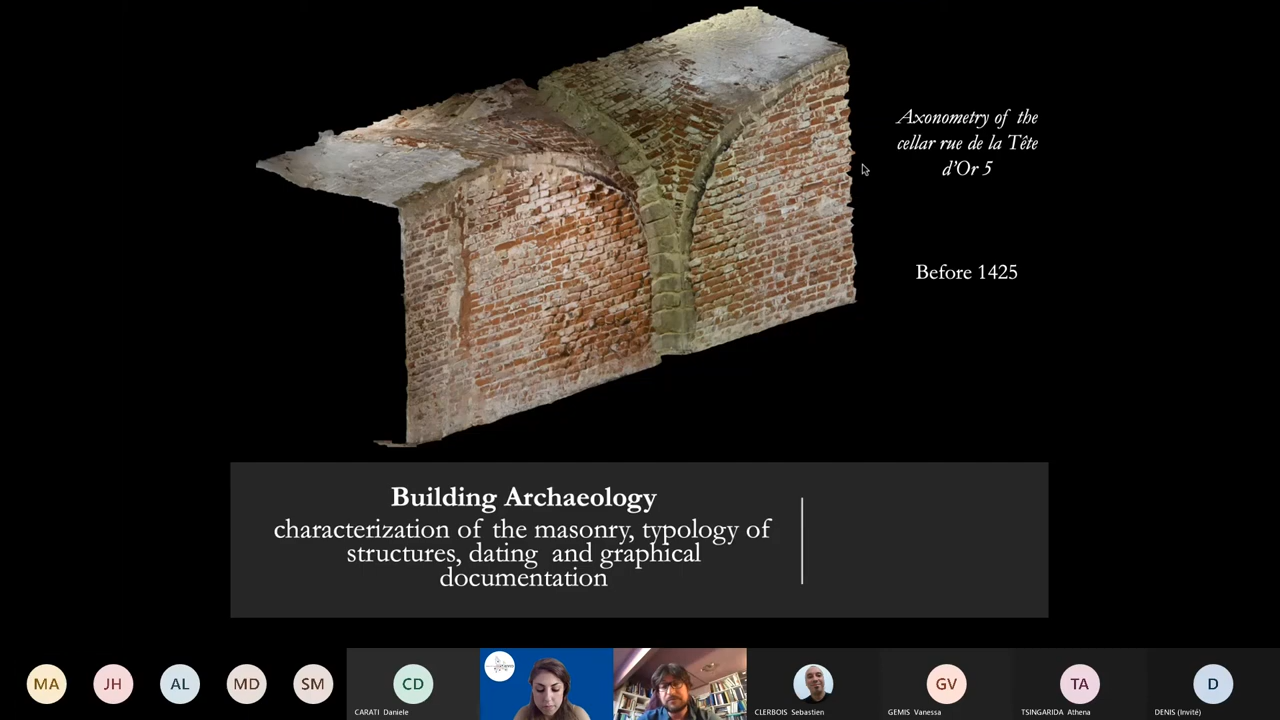 Axonometry of the
cellar rue de la Tête
d'Or 5
Before 1425
Building Archaeology
characterization of the masonry, typology of
structures, dating and graphical
documentation
MA
JH
AL
MD
SM
CD
GV
TA
D
CARATI Daniele
CLERBOIS Sebastien
GEMIS Vanessa
TSINGARIDA Athena
DENIS (Invité)